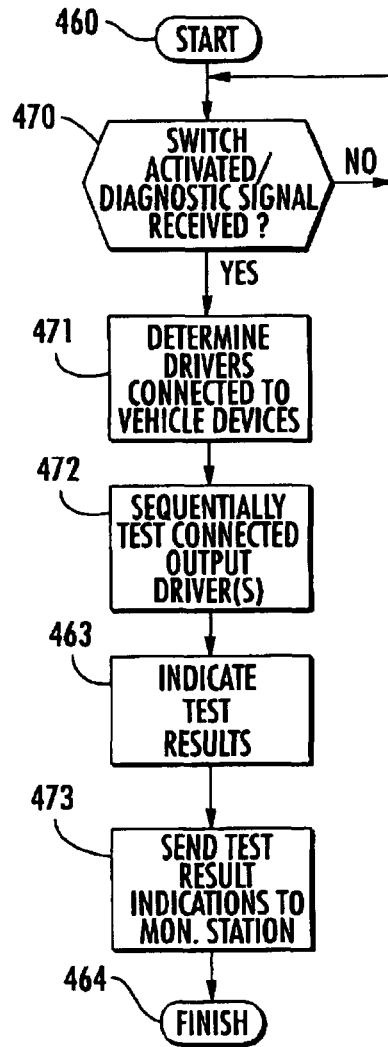 460
START
470
SWITCH
ACTIVATED/
DIAGNOSTIC SIGNAL
RECEIVED ?
NO
YES
471
DETERMINE
DRIVERS
CONNECTED TO
VEHICLE DEVICES
472
SEQUENTIALLY
TEST CONNECTED
OUTPUT
DRIVER(S)
463
INDICATE
TEST
RESULTS
473
SEND TEST
RESULT
INDICATIONS TO
MON. STATION
464
FINISH